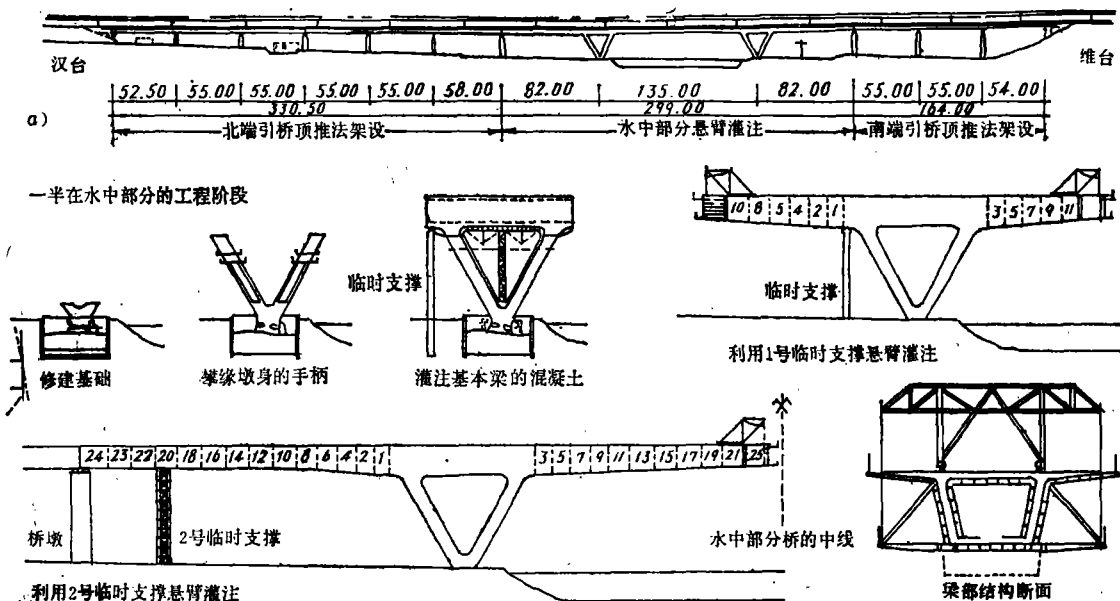 汉台
维台
52.50 55.00 55.00 55.00 55.00 58.00 82.00 135.00 82.00 55.00 55.00 54.00
330.50 299.00 164.00
a)
北端引桥顶推法架设 水中部分悬臂灌注 南端引桥顶推法架设
一半在水中部分的工程阶段
修建基础
攀缘墩身的手柄
临时支撑
灌注基本梁的混凝土
10 8 5 4 2 1 3 5 7 9 11
临时支撑
利用1号临时支撑悬臂灌注
24 23 22 20 18 16 14 12 10 8 6 4 2 1 3 5 7 9 11 13 15 17 19 21 25
桥墩
2号临时支撑
水中部分桥的中线
利用2号临时支撑悬臂灌注
梁部结构断面